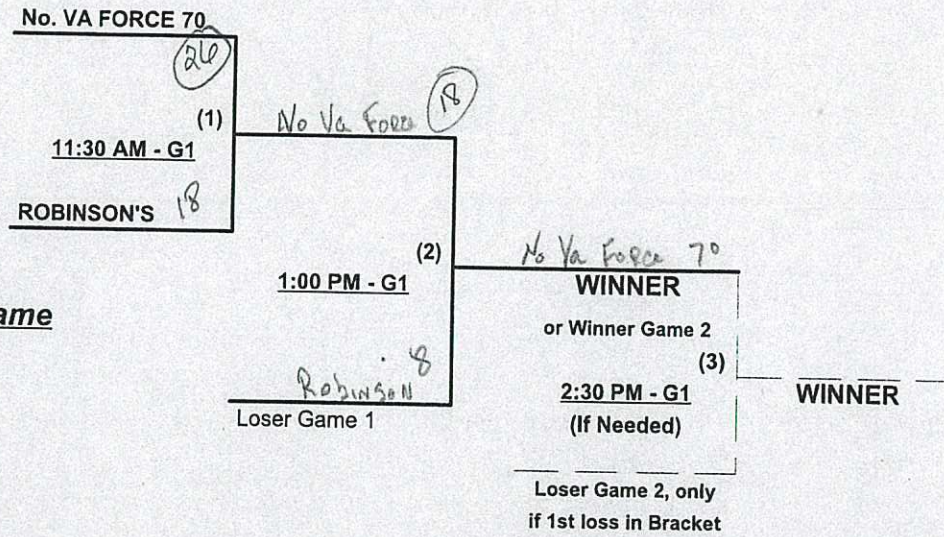 No. VA FORCE 70
26
(1)
No Va Force 18
11:30 AM - G1
ROBINSON'S 18
(2)
1:00 PM - G1
No Va Force 70
WINNER
or Winner Game 2
(3)
2:30 PM - G1
(If Needed)
WINNER
ame
Robinson 8
Loser Game 1
Loser Game 2, only
if 1st loss in Bracket